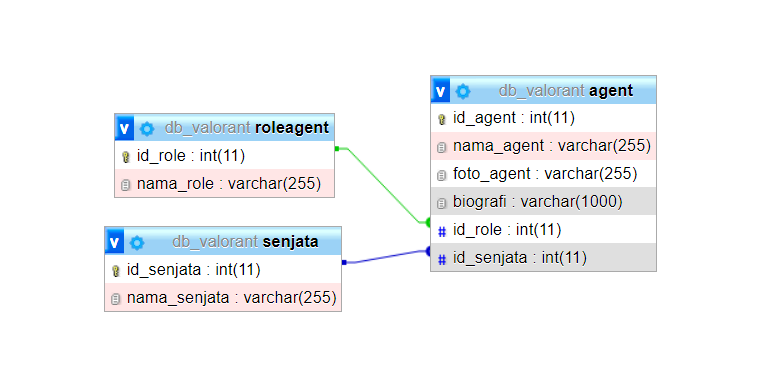 v db_valorant roleagent
id_role : int(11)
nama_role : varchar(255)
v db_valorant senjata
id_senjata : int(11)
nama_senjata : varchar(255)
v db_valorant agent
id_agent : int(11)
nama_agent : varchar(255)
foto_agent : varchar(255)
biografi : varchar(1000)
# id_role : int(11)
# id_senjata : int(11)